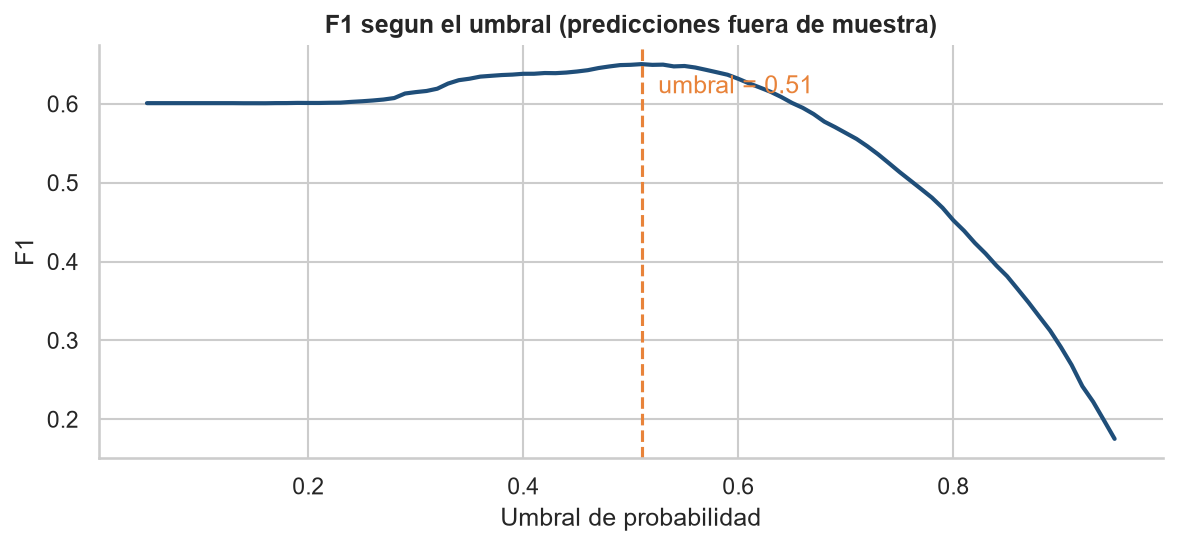 F1 segun el umbral (predicciones fuera de muestra)
umbral = 0.51
F1
0.6
0.5
0.4
0.3
0.2
0.2 0.4 0.6 0.8
Umbral de probabilidad